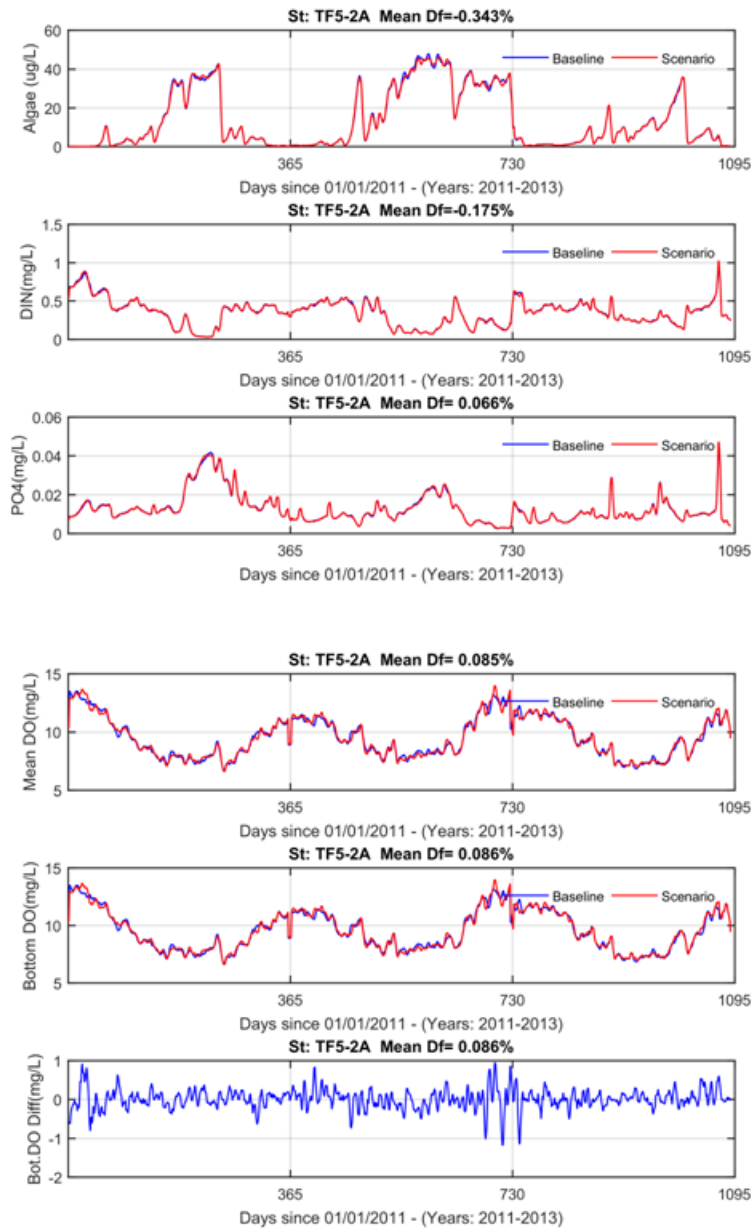 St: TF5-2A Mean Df=-0.343%
60
40
20
0
Algae (ug/L)
Baseline Scenario
365 730 1095
Days since 01/01/2011 - (Years: 2011-2013)
St: TF5-2A Mean Df=-0.175%
1.5
1
0.5
0
DIN(mg/L)
Baseline Scenario
365 730 1095
Days since 01/01/2011 - (Years: 2011-2013)
St: TF5-2A Mean Df= 0.066%
0.06
0.04
0.02
0
PO4(mg/L)
Baseline Scenario
365 730 1095
Days since 01/01/2011 - (Years: 2011-2013)
St: TF5-2A Mean Df= 0.085%
15
10
5
Mean DO(mg/L)
Baseline Scenario
365 730 1095
Days since 01/01/2011 - (Years: 2011-2013)
St: TF5-2A Mean Df= 0.086%
15
10
5
Bottom DO(mg/L)
Baseline Scenario
365 730 1095
Days since 01/01/2011 - (Years: 2011-2013)
St: TF5-2A Mean Df= 0.086%
1
0
-1
-2
Bot.DO Diff(mg/L)
365 730 1095
Days since 01/01/2011 - (Years: 2011-2013)